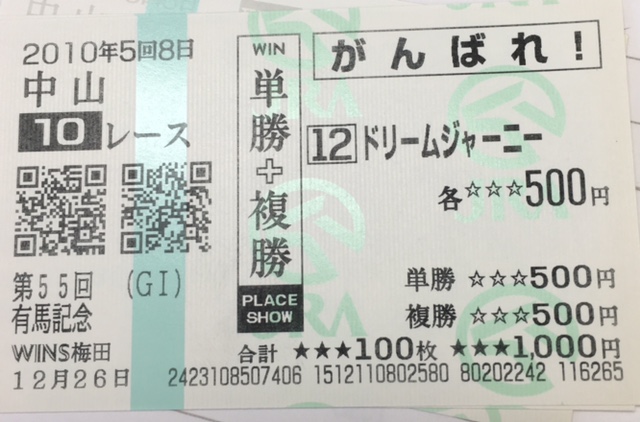 2010年5回8日
中山
10レース
第55回 (GI)
有馬記念
WINS梅田
12月26日
WIN
単勝+複勝
PLACE
SHOW
がんばれ!
12 ドリームジャーニー
各☆☆☆500円
単勝 ☆☆☆500円
複勝 ☆☆☆500円
合計 ★★★100枚 ★★★1,000円
2423108507406 1512110802580 80202242 116265
JRA